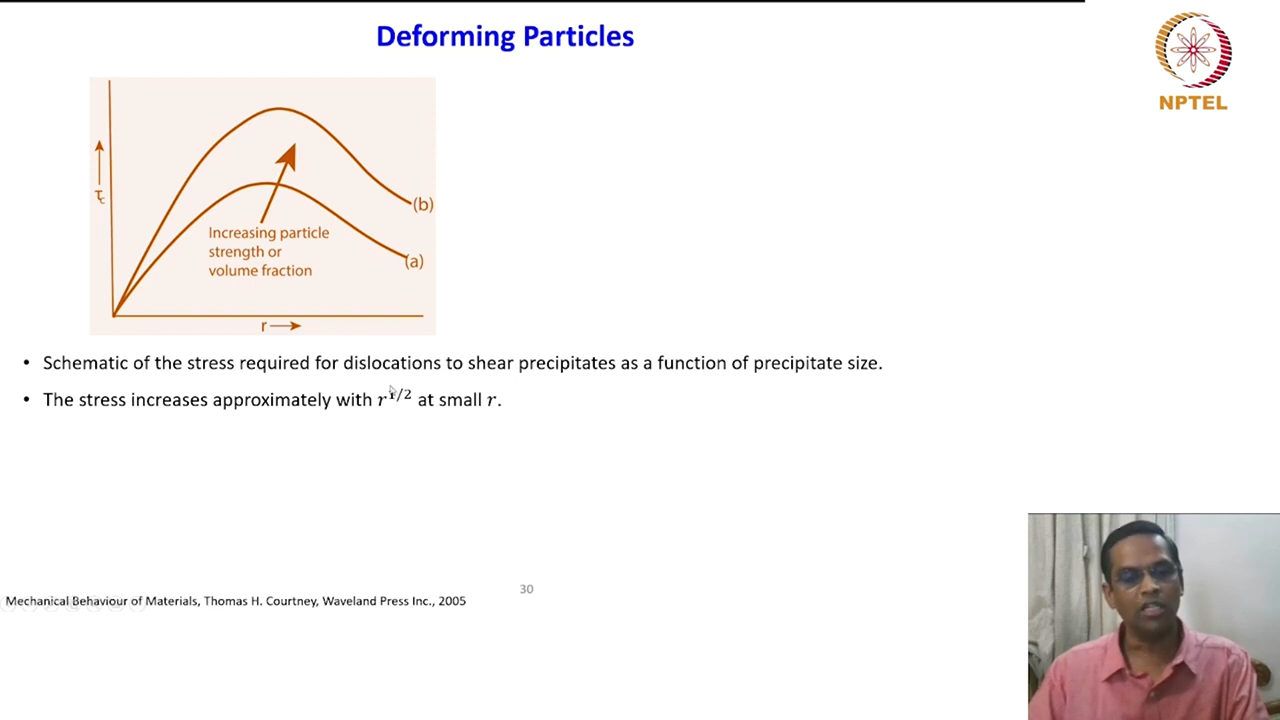 Deforming Particles
NPTEL
τc
(b)
Increasing particle
strength or
volume fraction
(a)
r
• Schematic of the stress required for dislocations to shear precipitates as a function of precipitate size.
• The stress increases approximately with r^1/2 at small r.
30
Mechanical Behaviour of Materials, Thomas H. Courtney, Waveland Press Inc., 2005